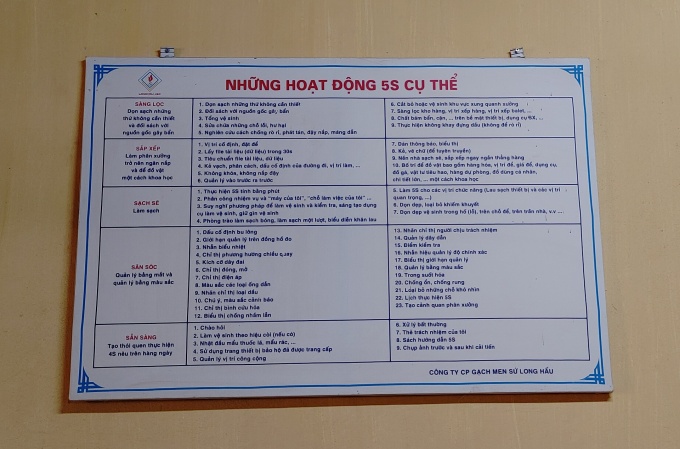 NHỮNG HOẠT ĐỘNG 5S CỤ THỂ
SÀNG LỌC
Dọn sạch những
thứ không cần thiết
và đối sách với
nguồn gốc gây bẩn
1. Dọn sạch những thứ không cần thiết
2. Đối sách với nguồn gốc gê, bẩn
3. Tổng vệ sinh
4. Sửa chữa những chỗ lỗi, hư hại
5. Nghiên cứu cách chống rò rỉ, phát tán, dậy nắp, máng dẫn
6. Cắt bỏ hoặc vệ sinh khu vực xung quanh xưởng
7. Sàng lọc kho hàng, vị trí xếp hàng, vị trí xếp balet, ...
8. Chất bám bẩn, cặn, ... trên bề mặt thiết bị, dụng cụ ĐX, ...
9. Thực hiện không khay đựng dầu (không để rò rỉ)
SẮP XẾP
Làm phân xưởng
trở nên ngăn nắp
và để đồ vật
một cách khoa học
1. Vị trí cố định, đặt để
2. Lấy file tài liệu (dữ liệu) trong 30s
3. Tiêu chuẩn file tài liệu, dữ liệu
4. Kẻ vạch, phân cách, dấu cố định của đường đi, vị trí làm, ...
5. Không khóa, không nắp đậy
6. Quản lý vào trước ra trước
7. Dán thông báo, biểu thị
8. Kẻ, vẽ chữ (để tuyên truyền)
9. Nền nhà sạch sẽ, sắp xếp ngay ngắn thẳng hàng
10. Bố trí để đồ vật bao gồm hàng hóa, vị trí để, giá để, dụng cụ,
đồ gá, vật tư tiêu hao, hàng dự phòng, đồ dùng cá nhân,
chi tiết lớn, ... một cách khoa học
SẠCH SẼ
Làm sạch
1. Thực hiện 5S tính bằng phút
2. Phân công nhiệm vụ và "máy của tôi", "chỗ làm việc của tôi" ...
3. Suy nghĩ phương pháp để làm vệ sinh và kiểm tra, sáng tạo dụng
cụ làm vệ sinh, giữ gìn vệ sinh
4. Phong trào làm sạch bóng, làm sạch một lượt, biểu diễn khăn lau
5. Làm 5S cho các vị trí chức năng (Lau sạch thiết bị và các vị trí
quan trọng, ...)
6. Dọn dẹp, loại bỏ khiếm khuyết
7. Dọn dẹp vệ sinh trong hố (lỗ), trên chỗ để, trên trần nhà, v.v ...
SĂN SÓC
Quản lý bằng mắt và
quản lý bằng màu sắc
1. Dấu cố định bu lông
2. Giới hạn quản lý trên đồng hồ đo
3. Nhãn biểu nhiệt
4. Chỉ thị phương hướng chiều quay
5. Kích cỡ dây đai
6. Chỉ thị đóng, mở
7. Chỉ thị điện áp
8. Màu sắc các loại ống dẫn
9. Nhãn chỉ thị loại dầu
10. Chú ý, màu sắc cảnh báo
11. Chỉ thị bình cứu hỏa
12. Biểu thị chống nhầm lẫn
13. Nhãn chỉ thị người chịu trách nhiệm
14. Quản lý dây dẫn
15. Điểm kiểm tra
16. Nhãn hiệu quản lý độ chính xác
17. Biểu thị giới hạn quản lý
18. Quản lý bằng màu sắc
19. Trong suốt hóa
20. Chống ồn, chống rung
21. Loại bỏ những chỗ khó nhìn
22. Lịch thực hiện 5S
23. Tạo cảnh quan phân xưởng
SẴN SÀNG
Tạo thói quen thực hiện
4S nêu trên hàng ngày
1. Chào hỏi
2. Làm vệ sinh theo hiệu còi (nếu có)
3. Nhặt đầu mẩu thuốc lá, mẩu rác, ...
4. Sử dụng trang thiết bị bảo hộ đã được trang cấp
5. Quản lý vị trí công cộng
6. Xử lý bất thường
7. Thẻ trách nhiệm của tôi
8. Sách hướng dẫn 5S
9. Chụp ảnh trước và sau khi cải tiến
CÔNG TY CP GẠCH MEN SỨ LONG HẦU